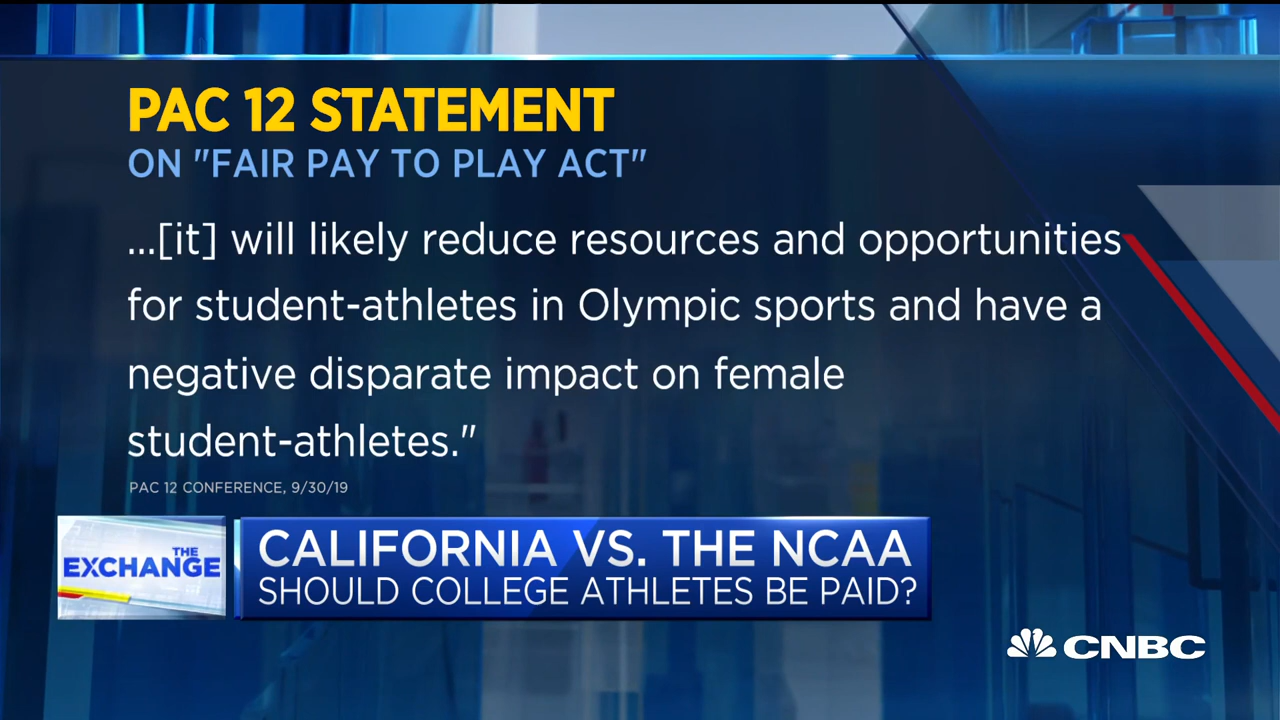 PAC 12 STATEMENT
ON "FAIR PAY TO PLAY ACT"
...[it] will likely reduce resources and opportunities
for student-athletes in Olympic sports and have a
negative disparate impact on female
student-athletes."
PAC 12 CONFERENCE, 9/30/19
THE
EXCHANGE
CALIFORNIA VS. THE NCAA
SHOULD COLLEGE ATHLETES BE PAID?
CNBC